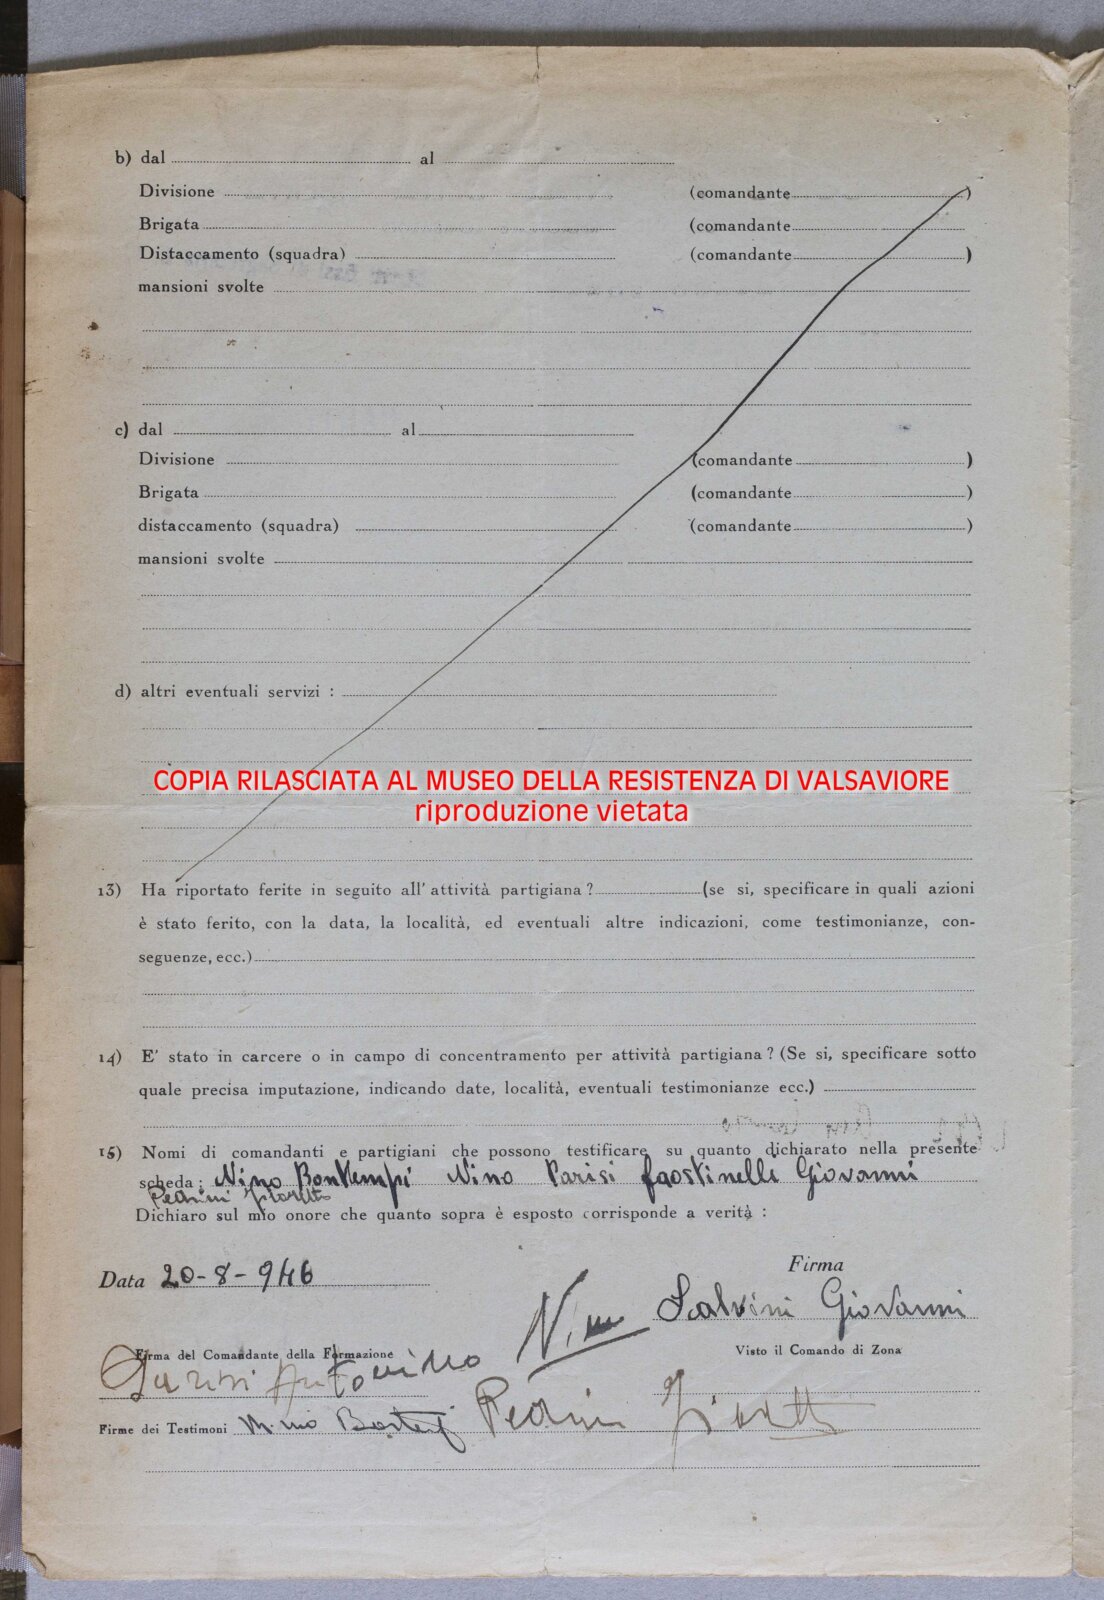 b) dal al
Divisione (comandante )
Brigata (comandante
Distaccamento (squadra) (comandante )
mansioni svolte
c) dal al
Divisione (comandante )
Brigata (comandante )
distaccamento (squadra) (comandante )
mansioni svolte
d) altri eventuali servizi :
COPIA RILASCIATA AL MUSEO DELLA RESISTENZA DI VALSAVIORE
riproduzione vietata
13) Ha riportato ferite in seguito all' attività partigiana ? (se si, specificare in quali azioni
è stato ferito, con la data, la località, ed eventuali altre indicazioni, come testimonianze, con-
seguenze, ecc.)
14) E' stato in carcere o in campo di concentramento per attività partigiana ? (Se si, specificare sotto
quale precisa imputazione, indicando date, località, eventuali testimonianze ecc.)
15) Nomi di comandanti e partigiani che possono testificare su quanto dichiarato nella presente
scheda : Nino Bontempi Nino Parisi Giovanni
Pedrini
Dichiaro sul mio onore che quanto sopra è esposto corrisponde a verità :
Data 20-8-946 Firma
Salvini Giovanni
Nino
Firma del Comandante della Formazione Visto il Comando di Zona
Parisi Antonino
Firme dei Testimoni Nino Pedrini